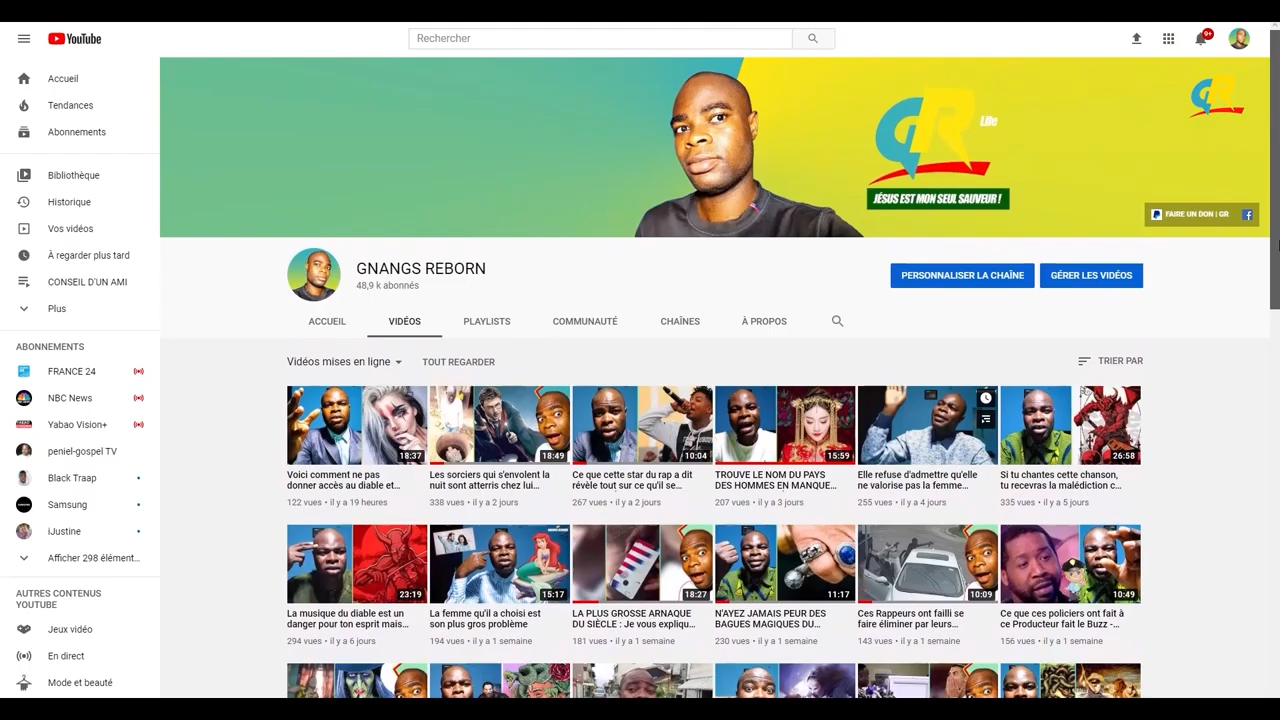 YouTube
Rechercher
9+
Accueil
Tendances
Abonnements
Bibliothèque
Historique
Vos vidéos
À regarder plus tard
CONSEIL D'UN AMI
Plus
ABONNEMENTS
FRANCE 24
NBC News
Yabao Vision+
peniel-gospel TV
Black Traap
Samsung
iJustine
Afficher 298 élément...
AUTRES CONTENUS
YOUTUBE
Jeux vidéo
En direct
Mode et beauté
GR
Life
JÉSUS EST MON SEUL SAUVEUR !
GR
FAIRE UN DON | GR
GNANGS REBORN
48,9 k abonnés
PERSONNALISER LA CHAÎNE
GÉRER LES VIDÉOS
ACCUEIL
VIDÉOS
PLAYLISTS
COMMUNAUTÉ
CHAÎNES
À PROPOS
Vidéos mises en ligne
TOUT REGARDER
TRIER PAR
18:37
Voici comment ne pas
donner accès au diable et...
122 vues • il y a 19 heures
18:49
Les sorciers qui s'envolent la
nuit sont atterris chez lui...
338 vues • il y a 2 jours
10:04
Ce que cette star du rap a dit
révèle tout sur ce qu'il se...
267 vues • il y a 2 jours
15:59
TROUVE LE NOM DU PAYS
DES HOMMES EN MANQUE...
207 vues • il y a 3 jours
Elle refuse d'admettre qu'elle
ne valorise pas la femme...
255 vues • il y a 4 jours
26:58
Si tu chantes cette chanson,
tu recevras la malédiction c...
335 vues • il y a 5 jours
23:19
La musique du diable est un
danger pour ton esprit mais...
294 vues • il y a 6 jours
15:17
La femme qu'il a choisi est
son plus gros problème
194 vues • il y a 1 semaine
18:27
LA PLUS GROSSE ARNAQUE
DU SIÈCLE : Je vous expliqu...
181 vues • il y a 1 semaine
11:17
N'AYEZ JAMAIS PEUR DES
BAGUES MAGIQUES DU...
230 vues • il y a 1 semaine
10:09
Ces Rappeurs ont failli se
faire éliminer par leurs...
143 vues • il y a 1 semaine
10:49
Ce que ces policiers ont fait à
ce Producteur fait le Buzz -...
156 vues • il y a 1 semaine